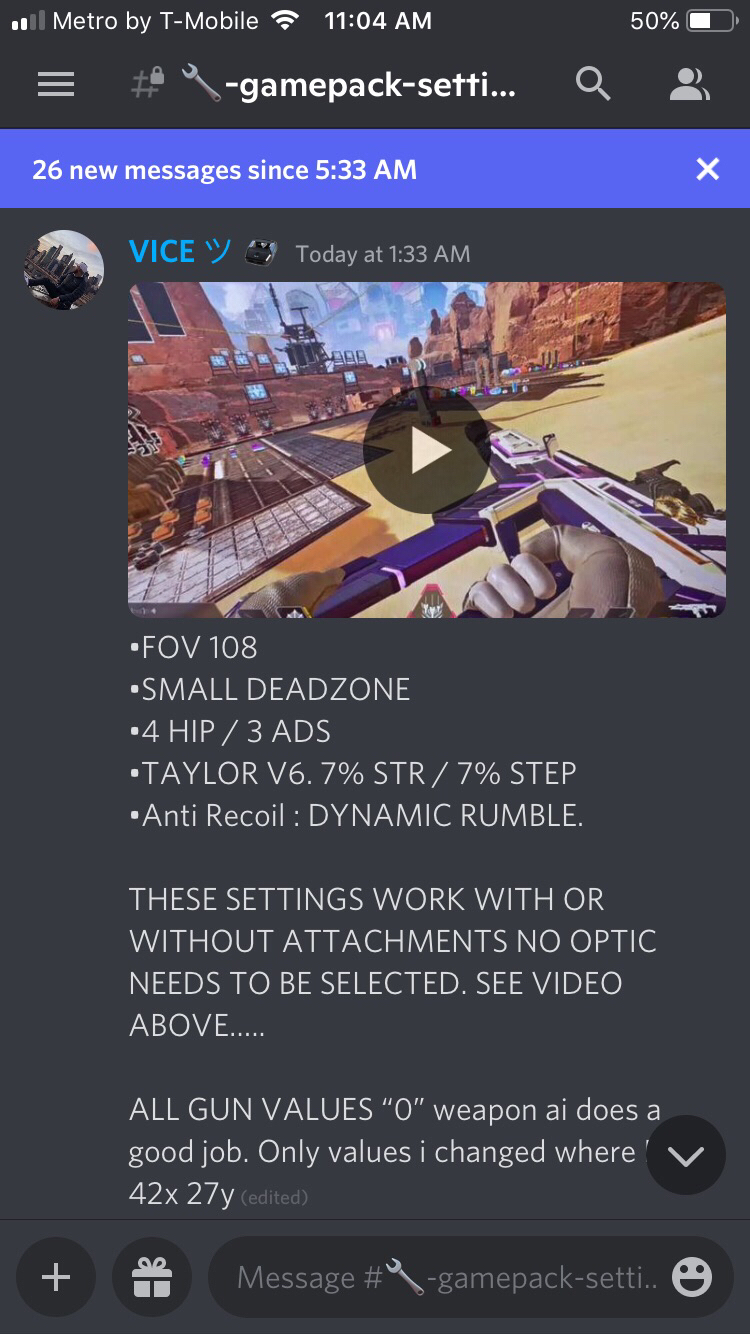 Metro by T-Mobile 11:04 AM 50%
#🔧-gamepack-setti...
26 new messages since 5:33 AM
VICE ツ Today at 1:33 AM
•FOV 108
•SMALL DEADZONE
•4 HIP / 3 ADS
•TAYLOR V6. 7% STR / 7% STEP
•Anti Recoil : DYNAMIC RUMBLE.
THESE SETTINGS WORK WITH OR
WITHOUT ATTACHMENTS NO OPTIC
NEEDS TO BE SELECTED. SEE VIDEO
ABOVE.....
ALL GUN VALUES “0” weapon ai does a
good job. Only values i changed where
42x 27y (edited)
Message #🔧-gamepack-setti..